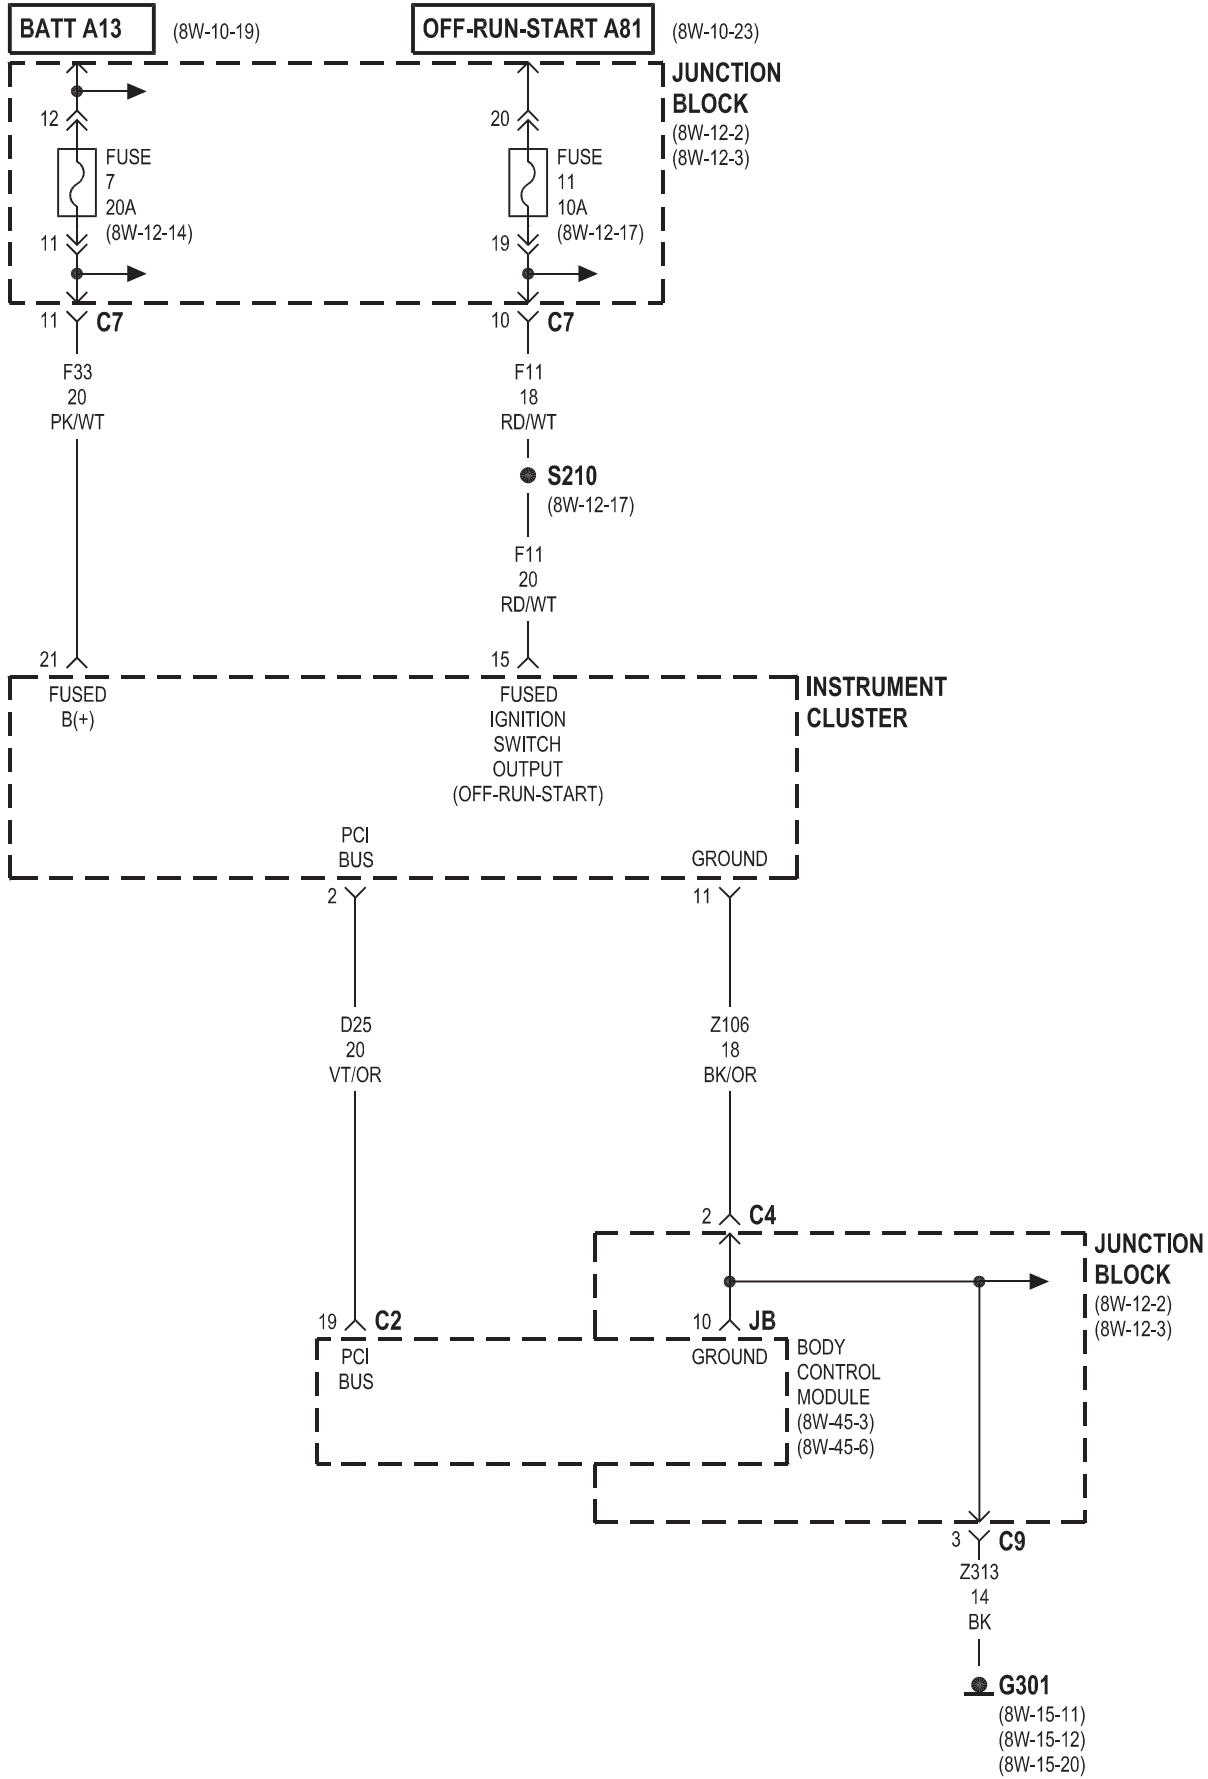 BATT A13
(8W-10-19)
OFF-RUN-START A81
(8W-10-23)
JUNCTION
BLOCK
(8W-12-2)
(8W-12-3)
12
FUSE
7
20A
(8W-12-14)
11
20
FUSE
11
10A
(8W-12-17)
19
11
C7
10
C7
F33
20
PK/WT
F11
18
RD/WT
S210
(8W-12-17)
F11
20
RD/WT
21
15
FUSED
B(+)
FUSED
IGNITION
SWITCH
OUTPUT
(OFF-RUN-START)
INSTRUMENT
CLUSTER
PCI
BUS
GROUND
2
11
D25
20
VT/OR
Z106
18
BK/OR
2
C4
JUNCTION
BLOCK
(8W-12-2)
(8W-12-3)
19
C2
10
JB
PCI
BUS
GROUND
BODY
CONTROL
MODULE
(8W-45-3)
(8W-45-6)
3
C9
Z313
14
BK
G301
(8W-15-11)
(8W-15-12)
(8W-15-20)